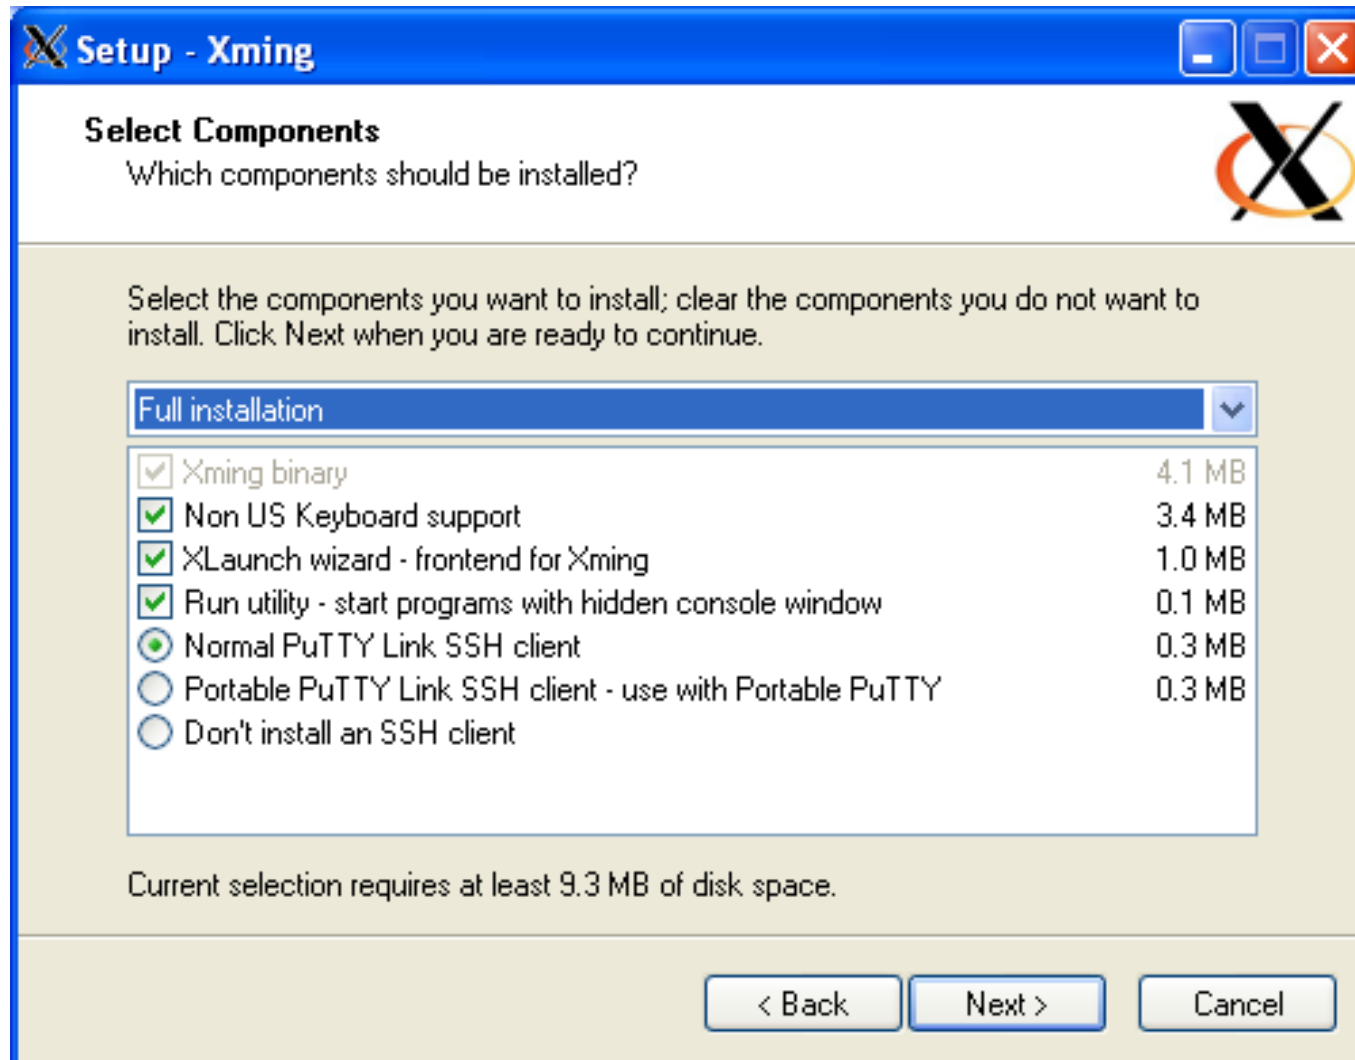 Setup - Xming
Select Components
Which components should be installed?
Select the components you want to install; clear the components you do not want to
install. Click Next when you are ready to continue.
Full installation
Xming binary 4.1 MB
Non US Keyboard support 3.4 MB
XLaunch wizard - frontend for Xming 1.0 MB
Run utility - start programs with hidden console window 0.1 MB
Normal PuTTY Link SSH client 0.3 MB
Portable PuTTY Link SSH client - use with Portable PuTTY 0.3 MB
Don't install an SSH client
Current selection requires at least 9.3 MB of disk space.
< Back Next > Cancel